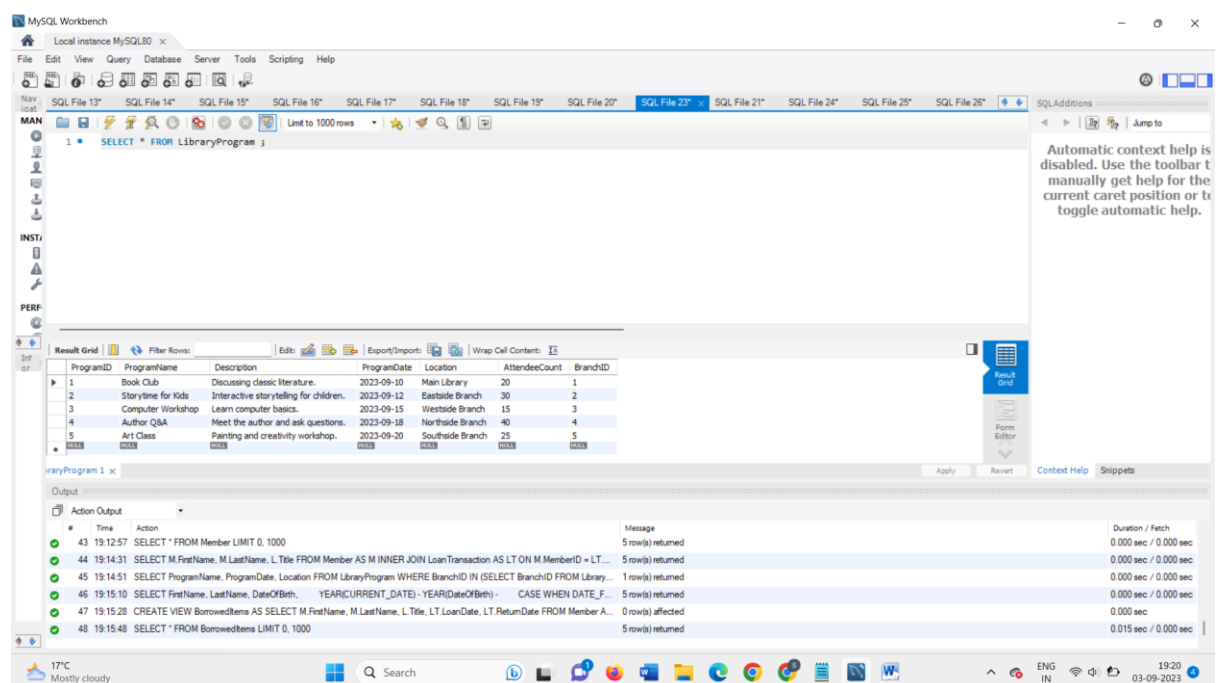 MySQL Workbench
Local instance MySQL80 ×
File Edit View Query Database Server Tools Scripting Help
Nav
igat
SQL File 13* SQL File 14* SQL File 15* SQL File 16* SQL File 17* SQL File 18* SQL File 19* SQL File 20* SQL File 23* × SQL File 21* SQL File 24* SQL File 25* SQL File 26*
SQLAdditions
MAN
Limit to 1000 rows
Jump to
1 SELECT * FROM LibraryProgram ;
Automatic context help is
disabled. Use the toolbar t
manually get help for the
current caret position or to
toggle automatic help.
INST
PERF
Inf
or
Result Grid Filter Rows: Edit: Export/Import: Wrap Cell Content:
ProgramID ProgramName Description ProgramDate Location AttendeeCount BranchID
1 Book Club Discussing classic literature. 2023-09-10 Main Library 20 1
2 Storytime for Kids Interactive storytelling for children. 2023-09-12 Eastside Branch 30 2
3 Computer Workshop Learn computer basics. 2023-09-15 Westside Branch 15 3
4 Author Q&A Meet the author and ask questions. 2023-09-18 Northside Branch 40 4
5 Art Class Painting and creativity workshop. 2023-09-20 Southside Branch 25 5
NULL NULL NULL NULL NULL NULL NULL
Result
Grid
Form
Editor
raryProgram 1 ×
Apply Revert
Context Help Snippets
Output
Action Output
# Time Action Message Duration / Fetch
43 19:12:57 SELECT * FROM Member LIMIT 0, 1000 5 row(s) returned 0.000 sec / 0.000 sec
44 19:14:31 SELECT M.FirstName, M.LastName, L.Title FROM Member AS M INNER JOIN LoanTransaction AS LT ON M.MemberID = LT.... 5 row(s) returned 0.000 sec / 0.000 sec
45 19:14:51 SELECT ProgramName, ProgramDate, Location FROM LibraryProgram WHERE BranchID IN (SELECT BranchID FROM Library... 1 row(s) returned 0.000 sec / 0.000 sec
46 19:15:10 SELECT FirstName, LastName, DateOfBirth, YEAR(CURRENT_DATE) - YEAR(DateOfBirth) - CASE WHEN DATE_F... 5 row(s) returned 0.000 sec / 0.000 sec
47 19:15:28 CREATE VIEW BorrowedItems AS SELECT M.FirstName, M.LastName, L.Title, LT.LoanDate, LT.ReturnDate FROM Member A... 0 row(s) affected 0.000 sec
48 19:15:48 SELECT * FROM BorrowedItems LIMIT 0, 1000 5 row(s) returned 0.015 sec / 0.000 sec
17°C
Mostly cloudy
Search
ENG
IN
19:20
03-09-2023
4